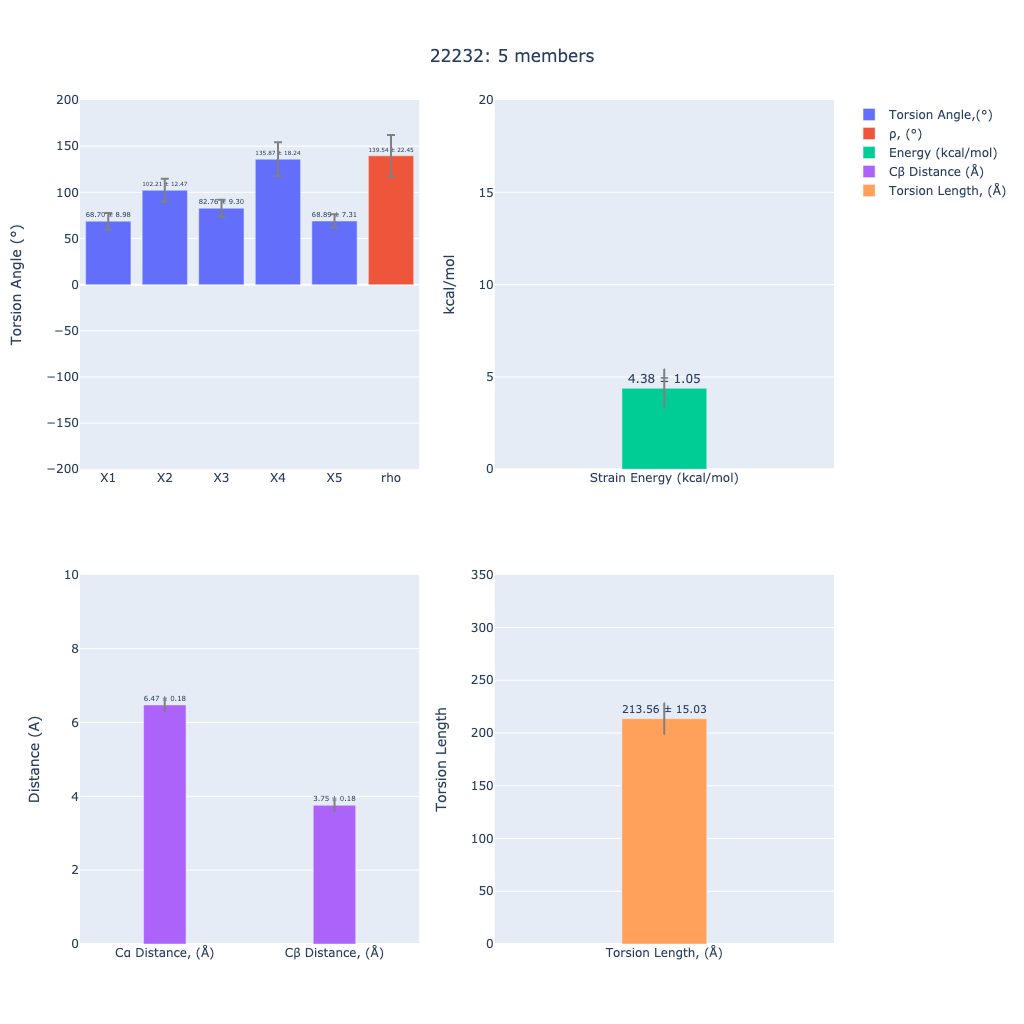 22232: 5 members
200
150
100
50
0
−50
−100
−150
−200
Torsion Angle (°)
68.70 ± 8.98
102.21 ± 12.47
82.76 ± 9.30
135.87 ± 18.24
68.89 ± 7.31
139.54 ± 22.45
X1 X2 X3 X4 X5 rho
20
15
10
5
0
kcal/mol
4.38 ± 1.05
Strain Energy (kcal/mol)
Torsion Angle,(°)
ρ, (°)
Energy (kcal/mol)
Cβ Distance (Å)
Torsion Length, (Å)
10
8
6
4
2
0
Distance (A)
6.47 ± 0.18
3.75 ± 0.18
Cα Distance, (Å) Cβ Distance, (Å)
350
300
250
200
150
100
50
0
Torsion Length
213.56 ± 15.03
Torsion Length, (Å)